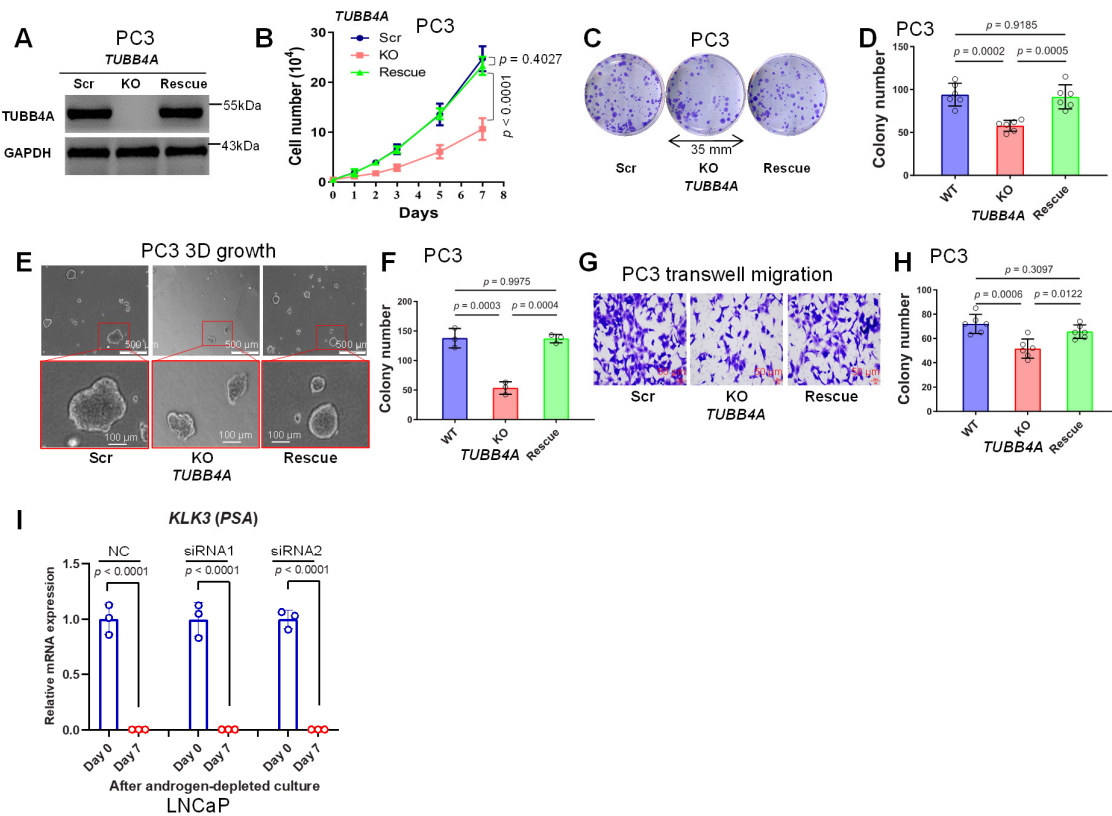 A
PC3
TUBB4A
Scr KO Rescue
TUBB4A
55kDa
GAPDH
43kDa
B
TUBB4A
PC3
Scr
KO
Rescue
Cell number (10⁴)
30
20
10
0
0 1 2 3 4 5 6 7 8
Days
p = 0.4027
p < 0.0001
C
PC3
35 mm
Scr KO Rescue
TUBB4A
D
PC3
p = 0.9185
p = 0.0002 p = 0.0005
Colony number
150
100
50
0
WT KO Rescue
TUBB4A
E
PC3 3D growth
500 µm 500 µm 500 µm
100 µm 100 µm 100 µm
Scr KO Rescue
TUBB4A
F
PC3
p = 0.9975
p = 0.0003 p = 0.0004
Colony number
200
150
100
50
0
WT KO Rescue
TUBB4A
G
PC3 transwell migration
50 µm 50 µm 50 µm
Scr KO Rescue
TUBB4A
H
PC3
p = 0.3097
p = 0.0006 p = 0.0122
Colony number
100
80
60
40
20
0
WT KO Rescue
TUBB4A
I
KLK3 (PSA)
NC siRNA1 siRNA2
p < 0.0001 p < 0.0001 p < 0.0001
Relative mRNA expression
1.5
1.0
0.5
0.0
Day 0 Day 7 Day 0 Day 7 Day 0 Day 7
After androgen-depleted culture
LNCaP